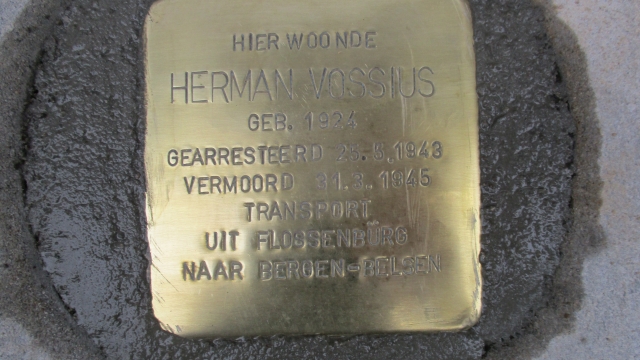 HIER WOONDE
HERMAN VOSSIUS
GEB. 1924
GEARRESTEERD 25.5.1943
VERMOORD 31.3.1945
TRANSPORT
UIT FLOSSENBÜRG
NAAR BERGEN-BELSEN